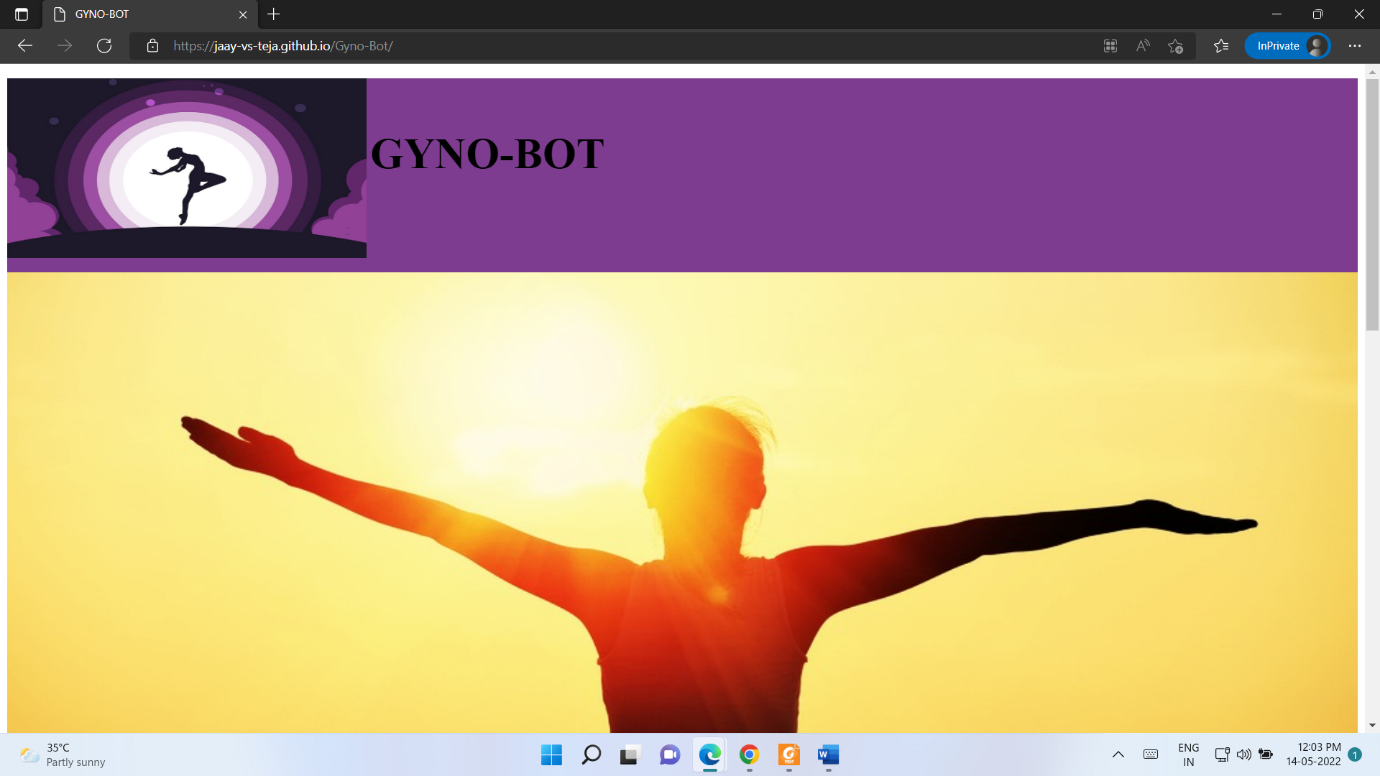 GYNO-BOT
https://jaay-vs-teja.github.io/Gyno-Bot/
InPrivate
GYNO-BOT
35°C
Partly sunny
W
ENG
IN
12:03 PM
14-05-2022
1